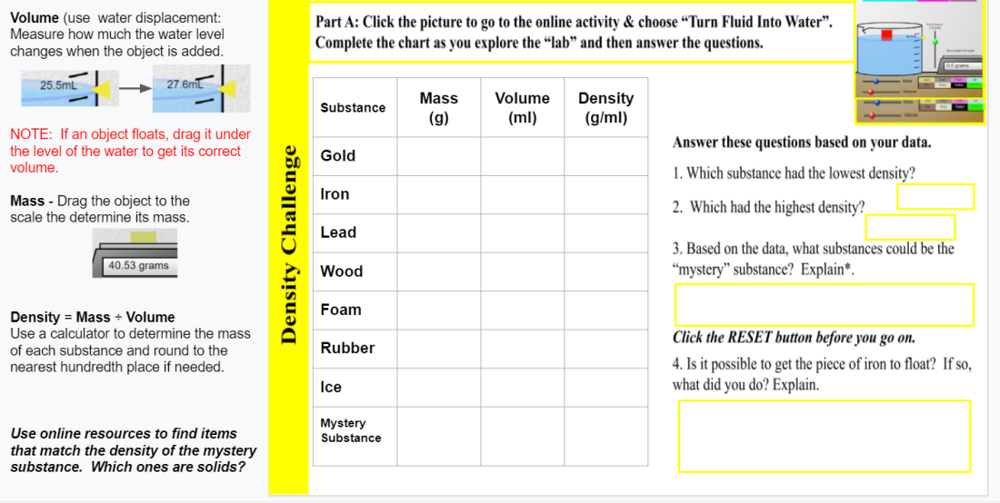 Volume (use  water displacement:
Measure how much the water level
changes when the object is added.
25.5mL
27.6mL
NOTE:  If an object floats, drag it under
the level of the water to get its correct
volume.
Mass - Drag the object to the
scale the determine its mass.
40.53 grams
Density = Mass ÷ Volume
Use a calculator to determine the mass
of each substance and round to the
nearest hundredth place if needed.
Use online resources to find items
that match the density of the mystery
substance.  Which ones are solids?
Density Challenge
Part A: Click the picture to go to the online activity & choose “Turn Fluid Into Water”.
Complete the chart as you explore the “lab” and then answer the questions.
Substance
Mass
(g)
Volume
(ml)
Density
(g/ml)
Gold
Iron
Lead
Wood
Foam
Rubber
Ice
Mystery
Substance
0.0 grams
Mass
Volume
Mass
Volume
Answer these questions based on your data.
1. Which substance had the lowest density?
2.  Which had the highest density?
3. Based on the data, what substances could be the
“mystery” substance?  Explain*.
Click the RESET button before you go on.
4. Is it possible to get the piece of iron to float?  If so,
what did you do? Explain.